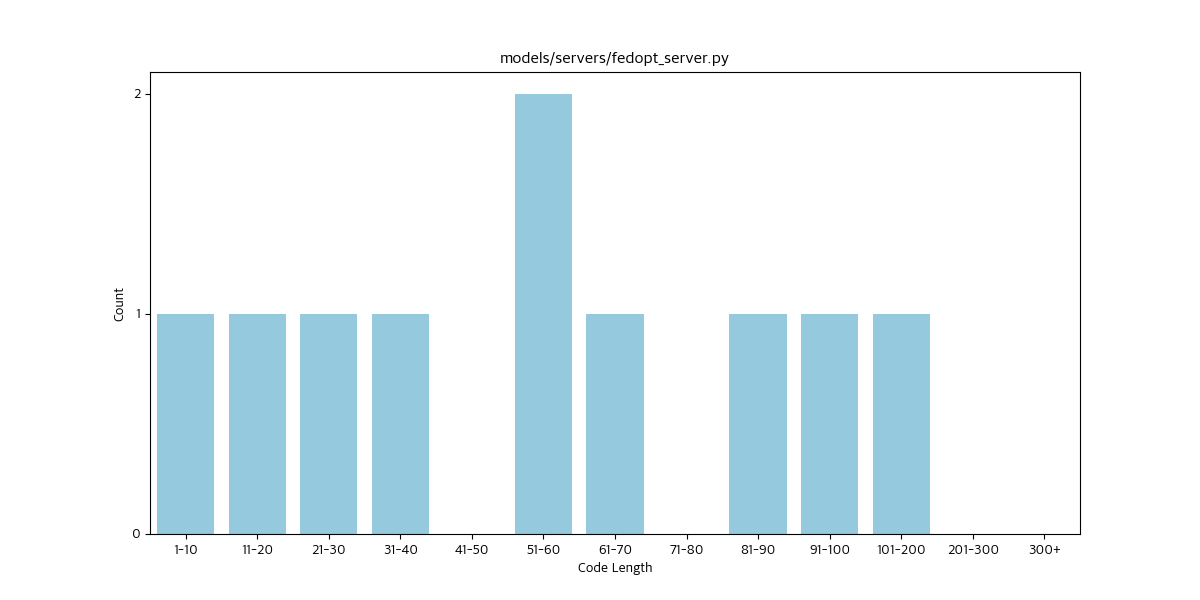 models/servers/fedopt_server.py
2
1
0
Count
1-10 11-20 21-30 31-40 41-50 51-60 61-70 71-80 81-90 91-100 101-200 201-300 300+
Code Length